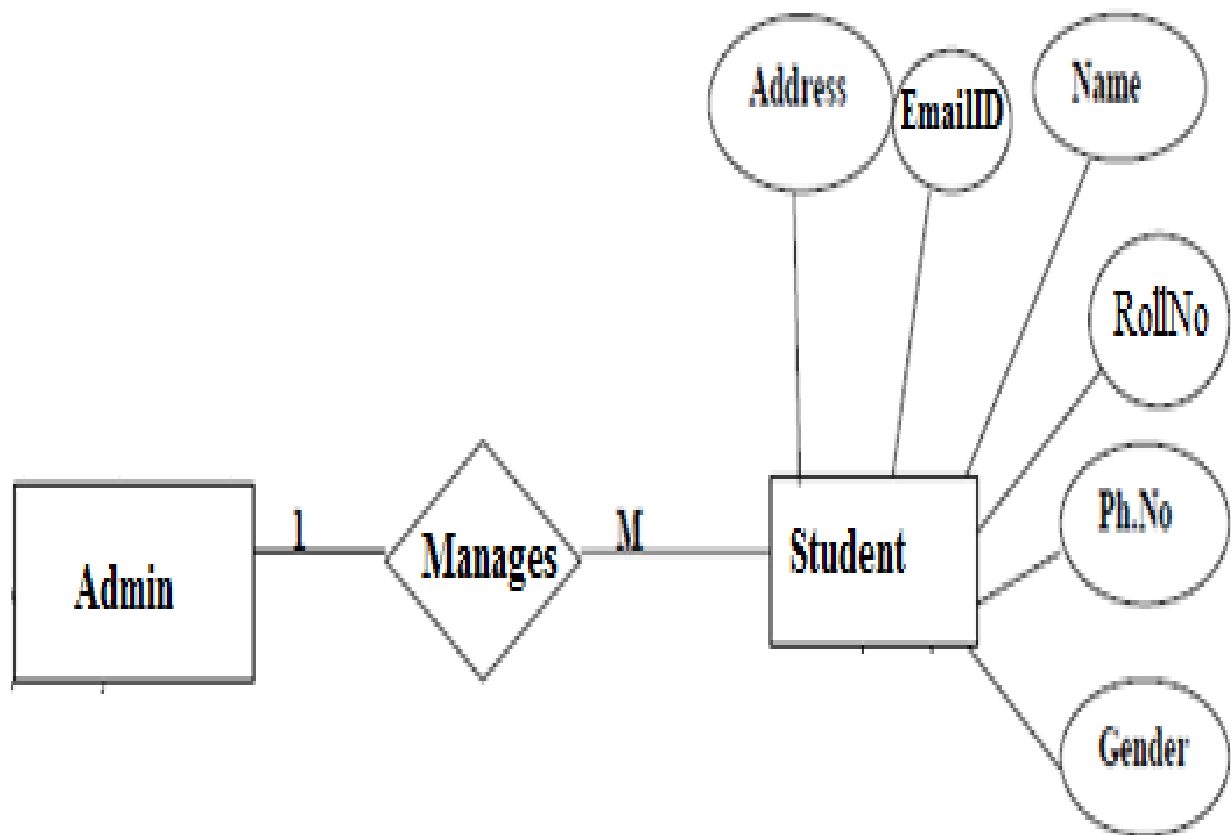 Address
EmailID
Name
RollNo
Ph.No
Gender
Admin
1
Manages
M
Student